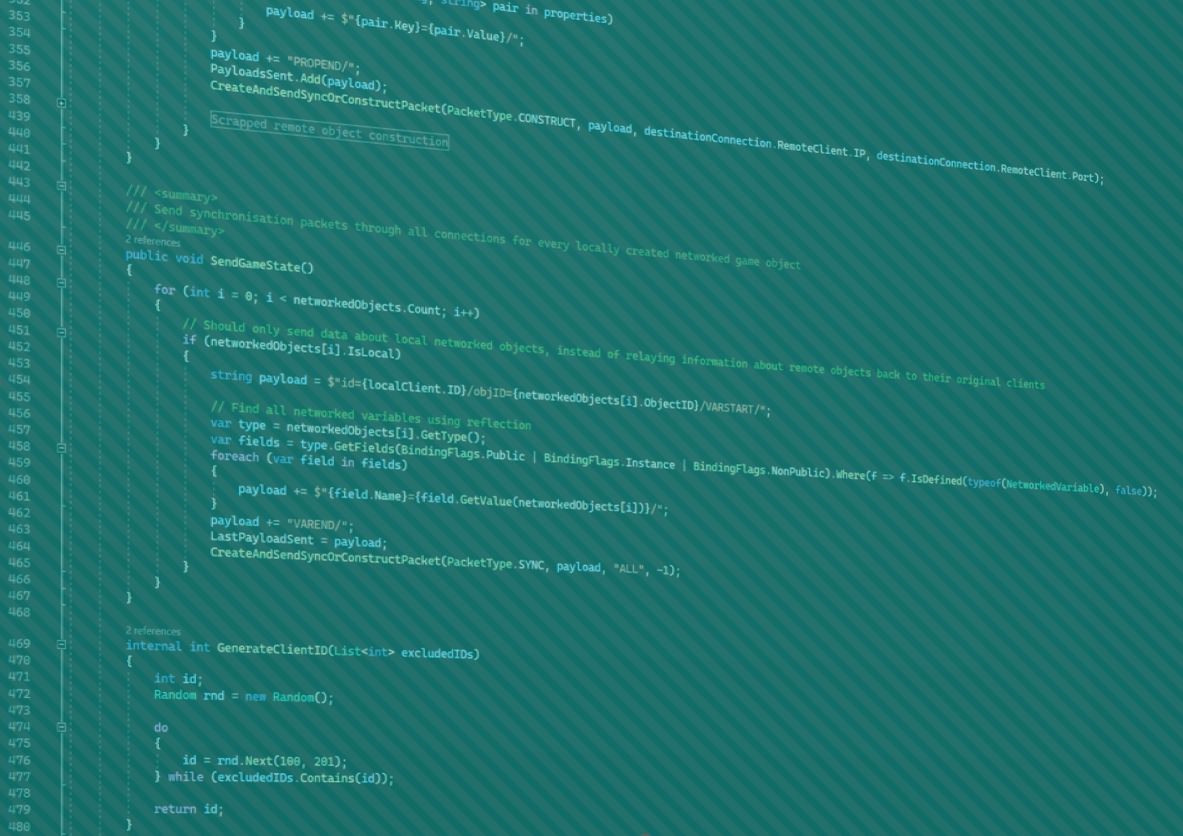 352 string> pair in properties)
353
354 payload += $"{pair.Key}={pair.Value}/";
355 }
356 }
357 payload += "PROPEND/";
358 PayloadsSent.Add(payload);
CreateAndSendSyncOrConstructPacket(PacketType.CONSTRUCT, payload, destinationConnection.RemoteClient.IP, destinationConnection.RemoteClient.Port);
439 Scrapped remote object construction
440 }
441 }
442 }
443
444 /// <summary>
445 /// Send synchronisation packets through all connections for every locally created networked game object
/// </summary>
2 references
446 public void SendGameState()
447 {
448 for (int i = 0; i < networkedObjects.Count; i++)
449 {
450 // Should only send data about local networked objects, instead of relaying information about remote objects back to their original clients
451 if (networkedObjects[i].IsLocal)
452 {
453 string payload = $"id={localClient.ID}/objID={networkedObjects[i].ObjectID}/VARSTART/";
454
455 // Find all networked variables using reflection
456 var type = networkedObjects[i].GetType();
457 var fields = type.GetFields(BindingFlags.Public | BindingFlags.Instance | BindingFlags.NonPublic).Where(f => f.IsDefined(typeof(NetworkedVariable), false));
458 foreach (var field in fields)
459 {
460 payload += $"{field.Name}={field.GetValue(networkedObjects[i])}/";
461 }
462 payload += "VAREND/";
463 LastPayloadSent = payload;
464 CreateAndSendSyncOrConstructPacket(PacketType.SYNC, payload, "ALL", -1);
465 }
466 }
467 }
468
2 references
469 internal int GenerateClientID(List<int> excludedIDs)
470 {
471 int id;
472 Random rnd = new Random();
473
474 do
475 {
476 id = rnd.Next(100, 201);
477 } while (excludedIDs.Contains(id));
478
479 return id;
480 }